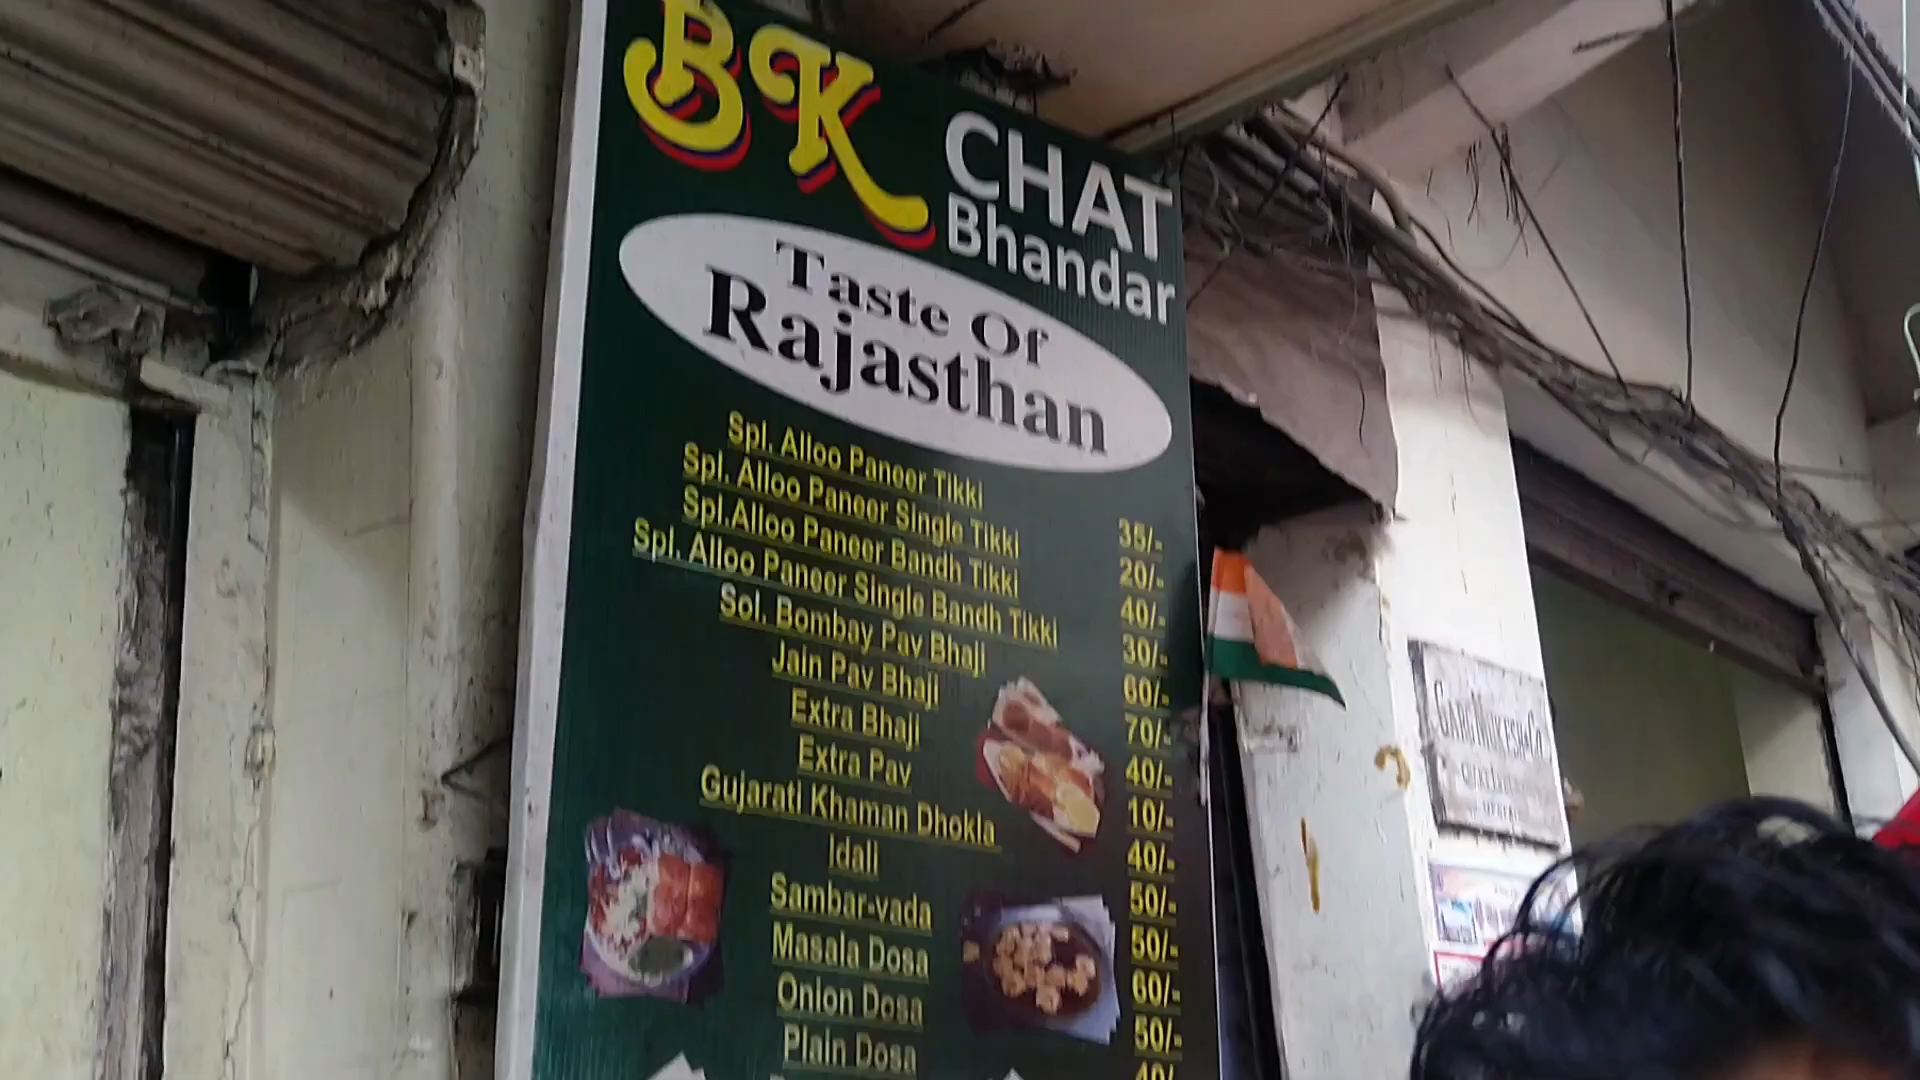 BK CHAT
Bhandar
Taste Of
Rajasthan
Spl. Alloo Paneer Tikki 35/-
Spl. Alloo Paneer Single Tikki 20/-
Spl.Alloo Paneer Bandh Tikki 40/-
Spl. Alloo Paneer Single Bandh Tikki 30/-
Sol. Bombay Pav Bhaji 60/-
Jain Pav Bhaji 70/-
Extra Bhaji 40/-
Extra Pav 10/-
Gujarati Khaman Dhokla 40/-
Idali 50/-
Sambar-vada 50/-
Masala Dosa 60/-
Onion Dosa 50/-
Plain Dosa 40/-